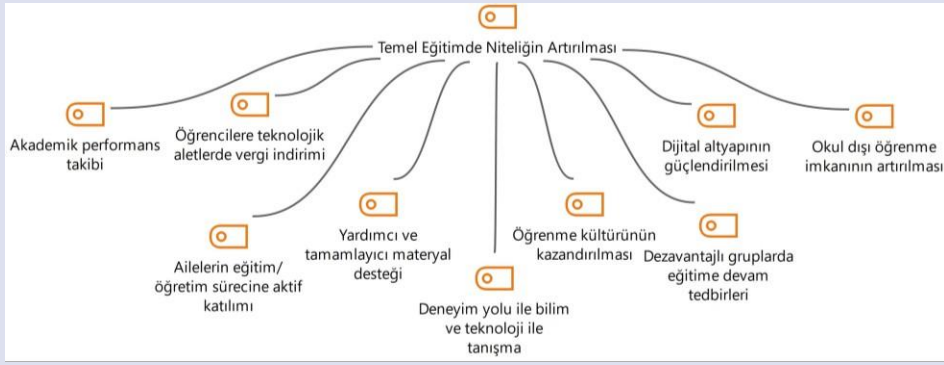 Temel Eğitimde Niteliğin Artırılması
Akademik performans
takibi
Öğrencilere teknolojik
aletlerde vergi indirimi
Dijital altyapının
güçlendirilmesi
Okul dışı öğrenme
imkanının artırılması
Ailelerin eğitim/
öğretim sürecine aktif
katılımı
Yardımcı ve
tamamlayıcı materyal
desteği
Deneyim yolu ile bilim
ve teknoloji ile
tanışma
Öğrenme kültürünün
kazandırılması
Dezavantajlı gruplarda
eğitime devam
tedbirleri